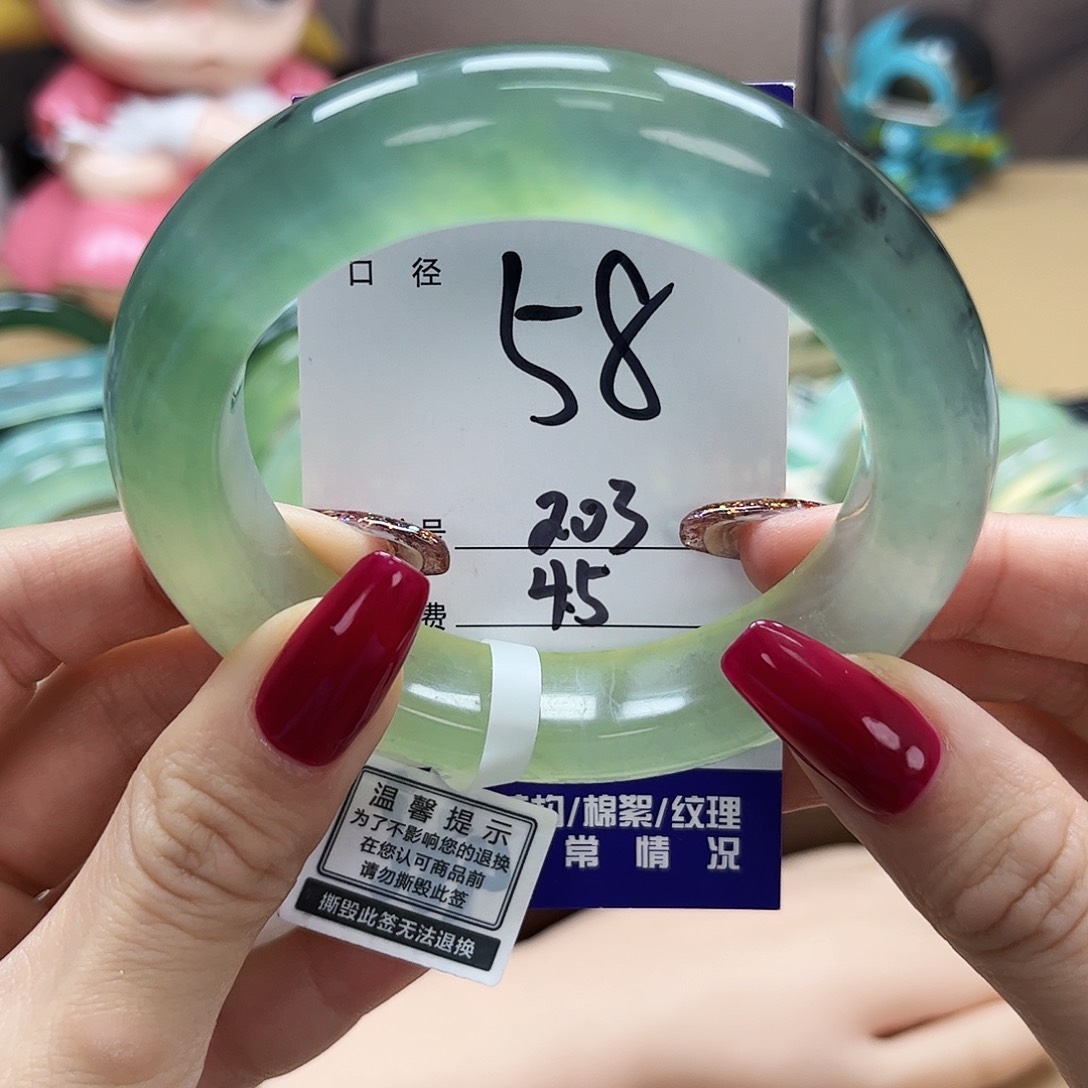 口 径
58
号
203
费
45
构/棉絮/纹理
常 情 况
温馨提示
为了不影响您的退换
在您认可商品前
请勿撕毁此签
撕毁此签无法退换